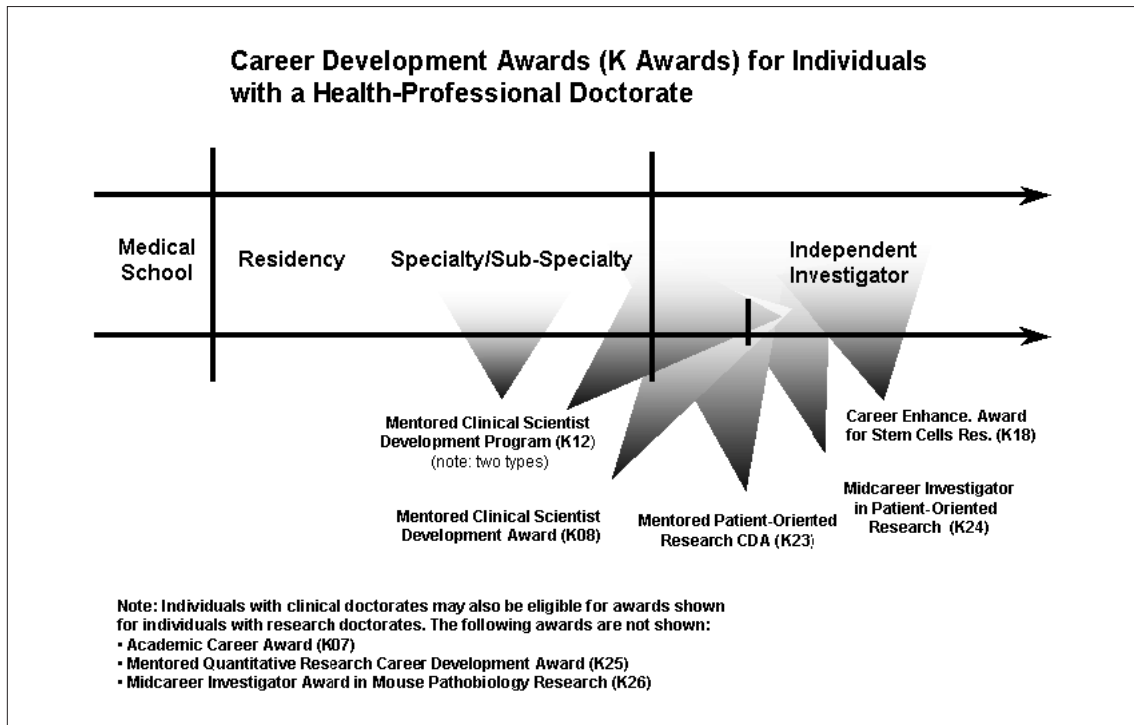 Career Development Awards (K Awards) for Individuals
with a Health-Professional Doctorate
Medical
School
Residency
Specialty/Sub-Specialty
Independent
Investigator
Mentored Clinical Scientist
Development Program (K12)
(note: two types)
Career Enhance. Award
for Stem Cells Res. (K18)
Mentored Clinical Scientist
Development Award (K08)
Mentored Patient-Oriented
Research CDA (K23)
Midcareer Investigator
in Patient-Oriented
Research (K24)
Note: Individuals with clinical doctorates may also be eligible for awards shown
for individuals with research doctorates. The following awards are not shown:
• Academic Career Award (K07)
• Mentored Quantitative Research Career Development Award (K25)
• Midcareer Investigator Award in Mouse Pathobiology Research (K26)